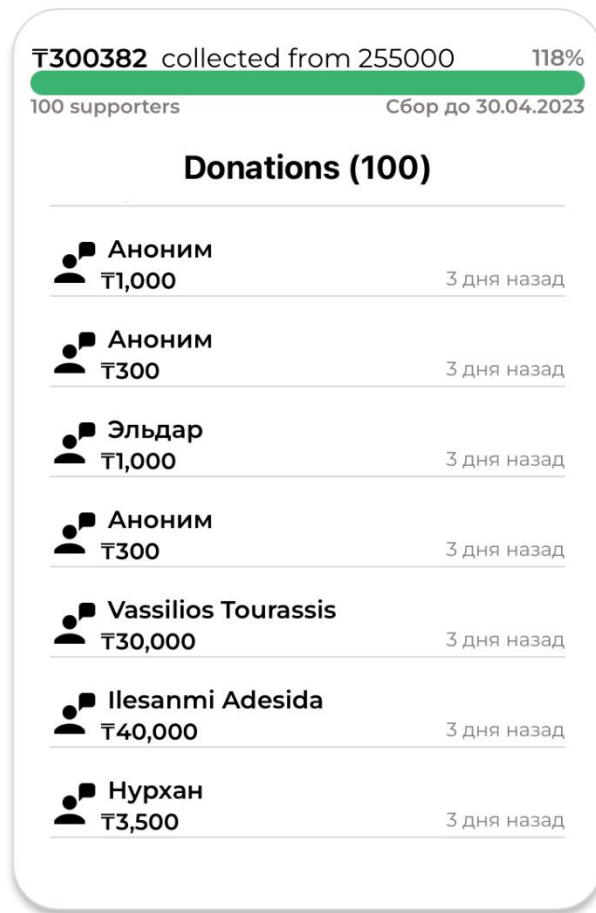 ₸300382 collected from 255000 118%
100 supporters Сбор до 30.04.2023
Donations (100)
Аноним
₸1,000 3 дня назад
Аноним
₸300 3 дня назад
Эльдар
₸1,000 3 дня назад
Аноним
₸300 3 дня назад
Vassilios Tourassis
₸30,000 3 дня назад
Ilesanmi Adesida
₸40,000 3 дня назад
Нурхан
₸3,500 3 дня назад